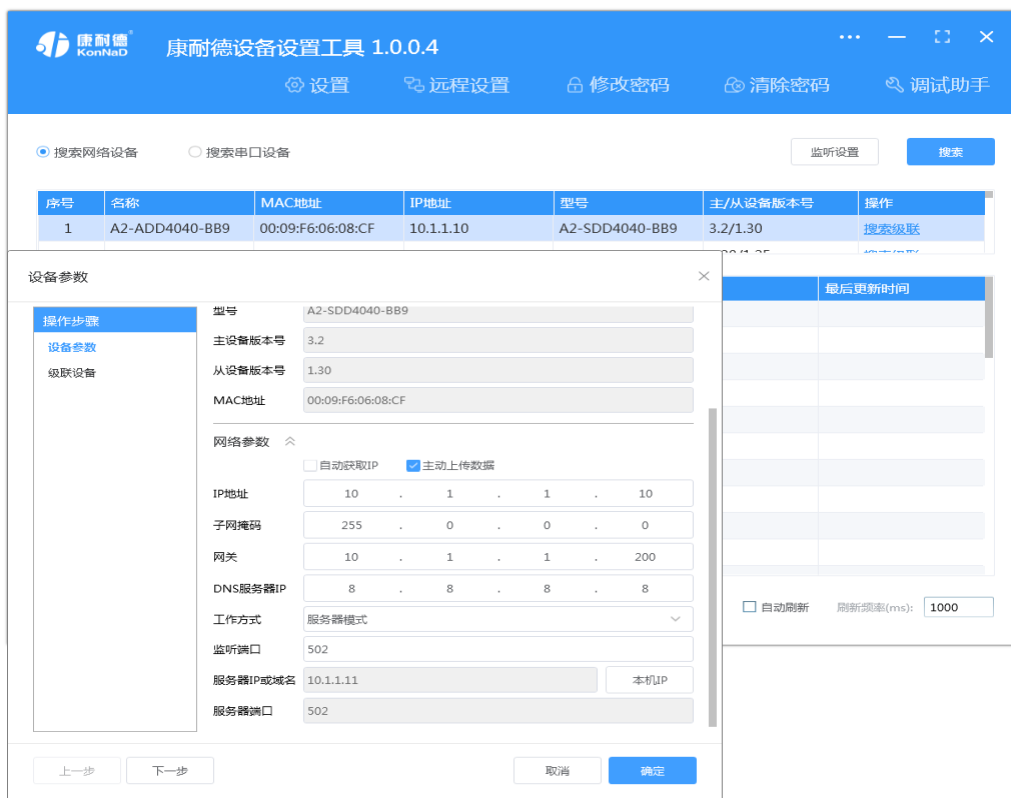 康耐德
KonNaD
康耐德设备设置工具 1.0.0.4
设置 远程设置 修改密码 清除密码 调试助手
搜索网络设备 搜索串口设备 监听设置 搜索
序号 名称 MAC地址 IP地址 型号 主/从设备版本号 操作
1 A2-ADD4040-BB9 00:09:F6:06:08:CF 10.1.1.10 A2-SDD4040-BB9 3.2/1.30 搜索级联
设备参数
最后更新时间
操作步骤
设备参数
级联设备
型号 A2-SDD4040-BB9
主设备版本号 3.2
从设备版本号 1.30
MAC地址 00:09:F6:06:08:CF
网络参数
自动获取IP 主动上传数据
IP地址 10 . 1 . 1 . 10
子网掩码 255 . 0 . 0 . 0
网关 10 . 1 . 1 . 200
DNS服务器IP 8 . 8 . 8 . 8
工作方式 服务器模式
监听端口 502
服务器IP或域名 10.1.1.11 本机IP
服务器端口 502
自动刷新 刷新频率(ms): 1000
上一步 下一步 取消 确定